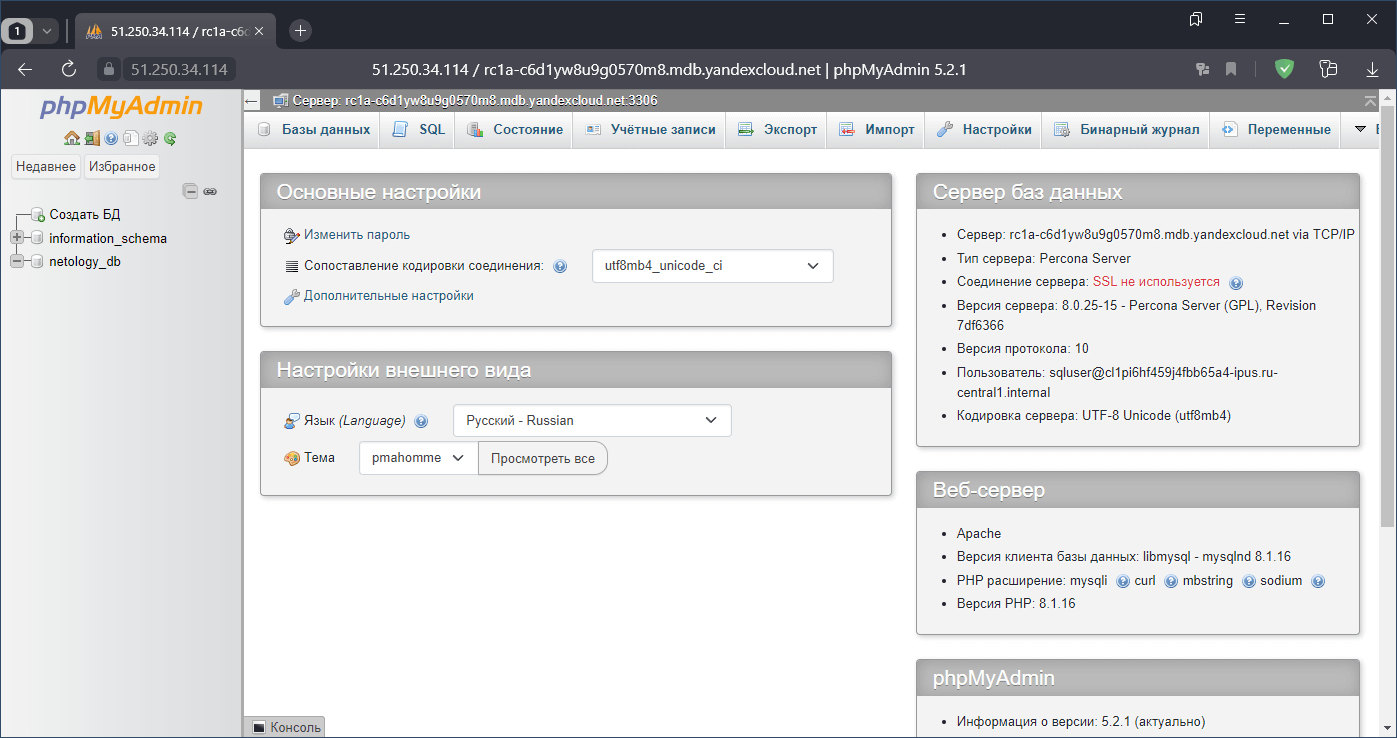 1
51.250.34.114 / rc1a-c6d
51.250.34.114
51.250.34.114 / rc1a-c6d1yw8u9g0570m8.mdb.yandexcloud.net | phpMyAdmin 5.2.1
phpMyAdmin
Недавнее Избранное
Создать БД
information_schema
netology_db
Сервер: rc1a-c6d1yw8u9g0570m8.mdb.yandexcloud.net:3306
Базы данных SQL Состояние Учётные записи Экспорт Импорт Настройки Бинарный журнал Переменные
Основные настройки
Изменить пароль
Сопоставление кодировки соединения: utf8mb4_unicode_ci
Дополнительные настройки
Настройки внешнего вида
Язык (Language) Русский - Russian
Тема pmahomme Просмотреть все
Сервер баз данных
Сервер: rc1a-c6d1yw8u9g0570m8.mdb.yandexcloud.net via TCP/IP
Тип сервера: Percona Server
Соединение сервера: SSL не используется
Версия сервера: 8.0.25-15 - Percona Server (GPL), Revision
7df6366
Версия протокола: 10
Пользователь: sqluser@cl1pi6hf459j4fbb65a4-ipus.ru-
central1.internal
Кодировка сервера: UTF-8 Unicode (utf8mb4)
Веб-сервер
Apache
Версия клиента базы данных: libmysql - mysqlnd 8.1.16
PHP расширение: mysqli curl mbstring sodium
Версия PHP: 8.1.16
phpMyAdmin
Информация о версии: 5.2.1 (актуально)
Консоль